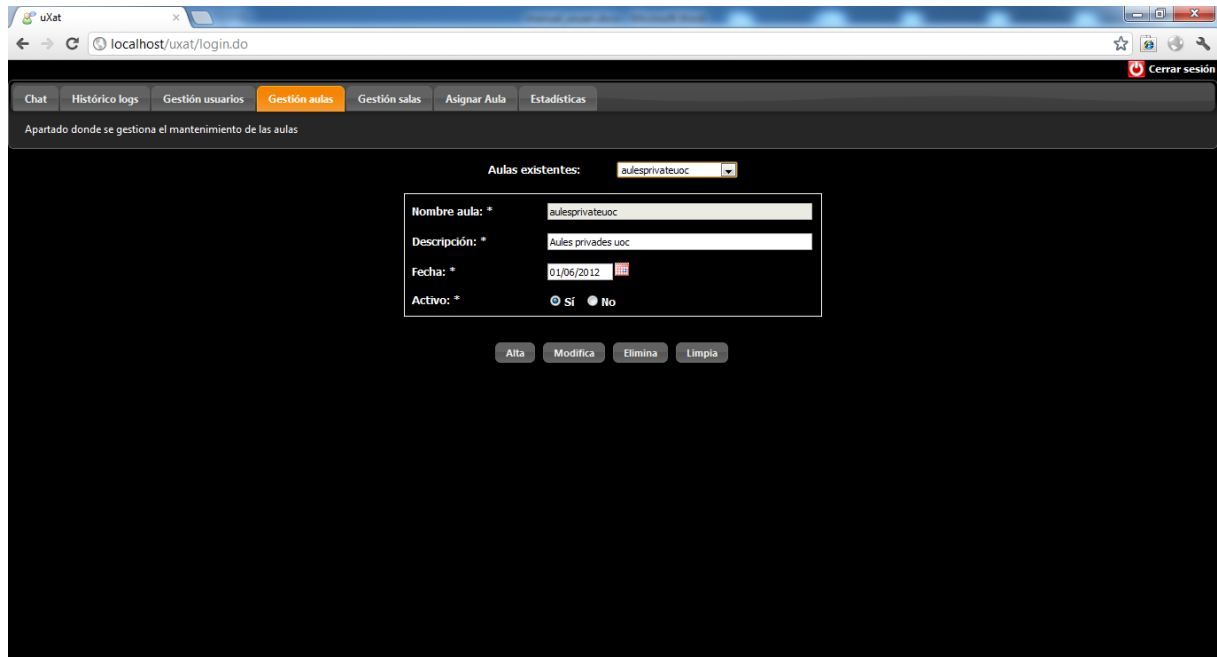 uXat
localhost/uxat/login.do
Cerrar sesión
Chat Histórico logs Gestión usuarios Gestión aulas Gestión salas Asignar Aula Estadísticas
Apartado donde se gestiona el mantenimiento de las aulas
Aulas existentes: aulesprivateuoc
Nombre aula: * aulesprivateuoc
Descripción: * Aules privades uoc
Fecha: * 01/06/2012
Activo: * Sí No
Alta Modifica Elimina Limpia